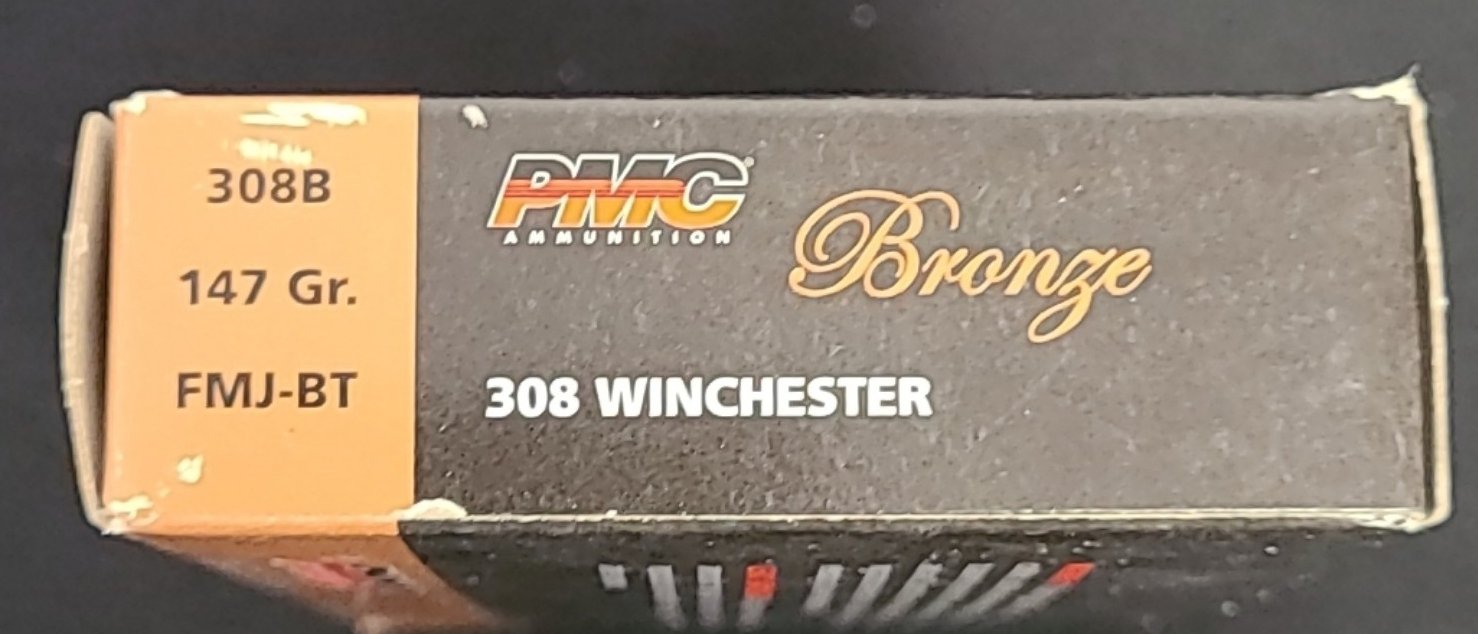 308B
147 Gr.
FMJ-BT
PMC®
AMMUNITION
Bronze
308 WINCHESTER